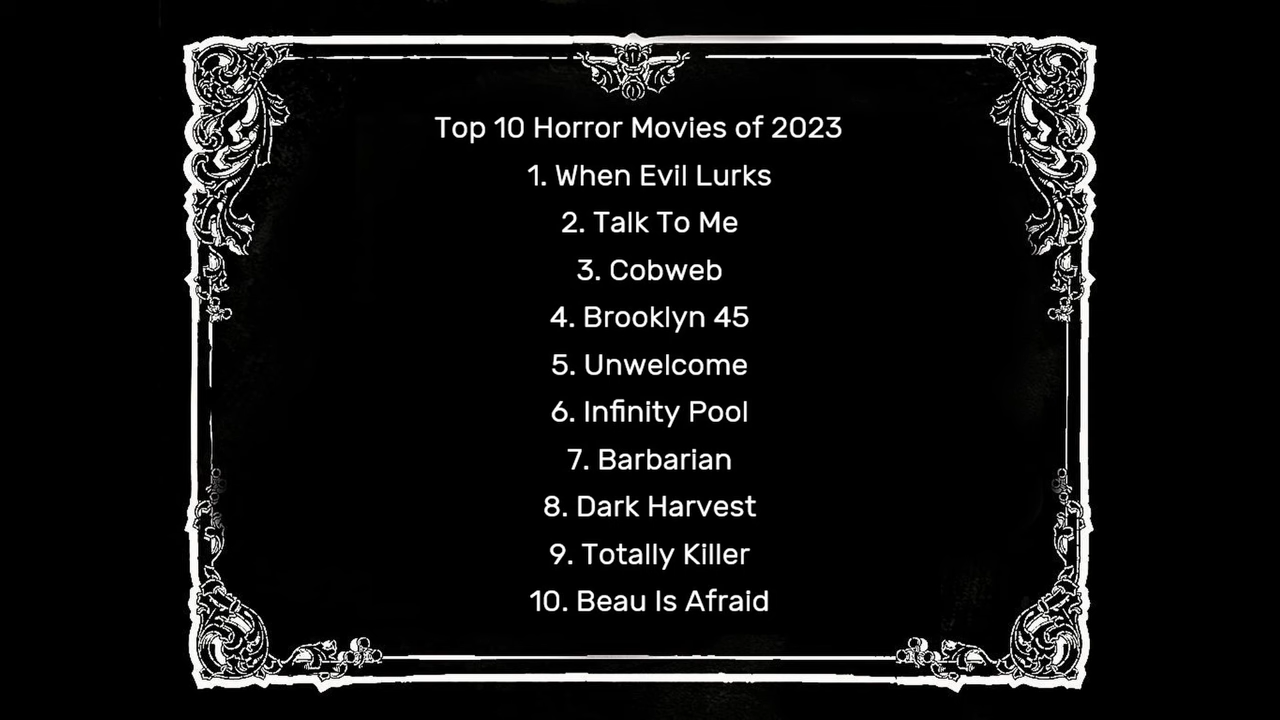 Top 10 Horror Movies of 2023
1. When Evil Lurks
2. Talk To Me
3. Cobweb
4. Brooklyn 45
5. Unwelcome
6. Infinity Pool
7. Barbarian
8. Dark Harvest
9. Totally Killer
10. Beau Is Afraid